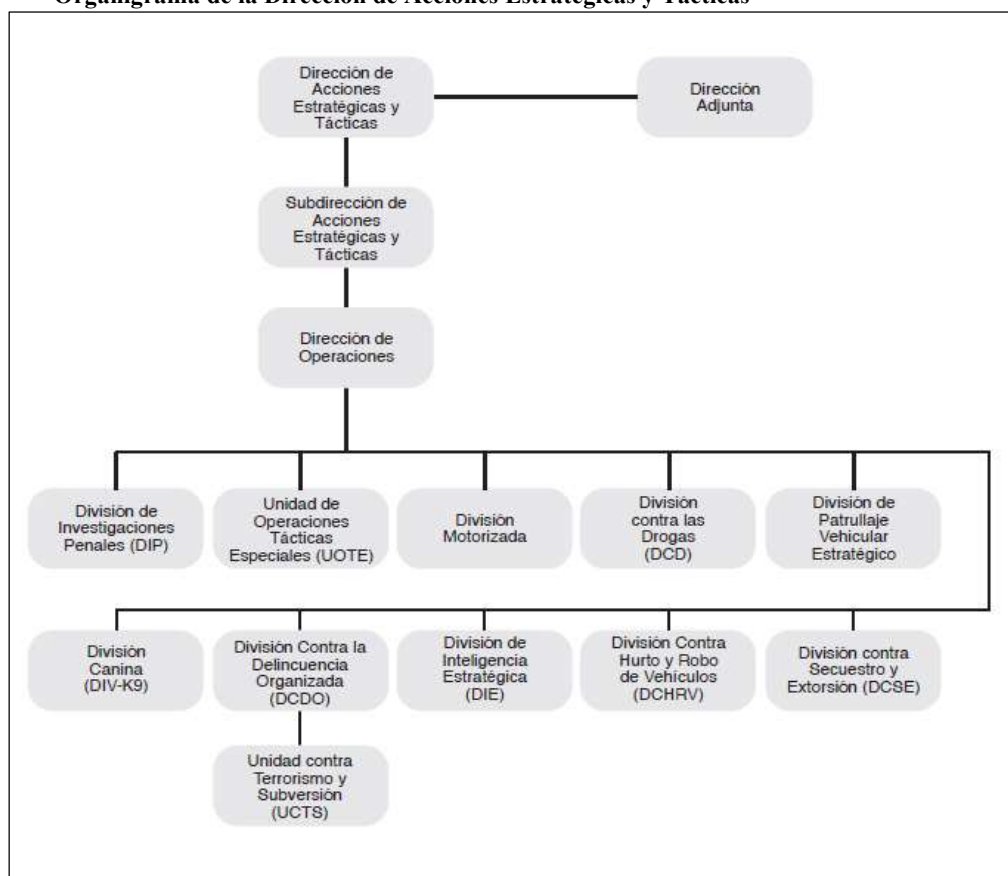 Organigrama de la Dirección de Acciones Estratégicas y Tácticas
Dirección de
Acciones
Estratégicas y
Tácticas
Dirección
Adjunta
Subdirección de
Acciones
Estratégicas y
Tácticas
Dirección de
Operaciones
División de
Investigaciones
Penales (DIP)
Unidad de
Operaciones
Tácticas
Especiales (UOTE)
División
Motorizada
División
contra las
Drogas
(DCD)
División de
Patrullaje
Vehicular
Estratégico
División
Canina
(DIV-K9)
División Contra la
Delincuencia
Organizada
(DCDO)
División de
Inteligencia
Estratégica
(DIE)
División Contra
Hurto y Robo
de Vehículos
(DCHRV)
División contra
Secuestro y
Extorsión (DCSE)
Unidad contra
Terrorismo y
Subversión
(UCTS)